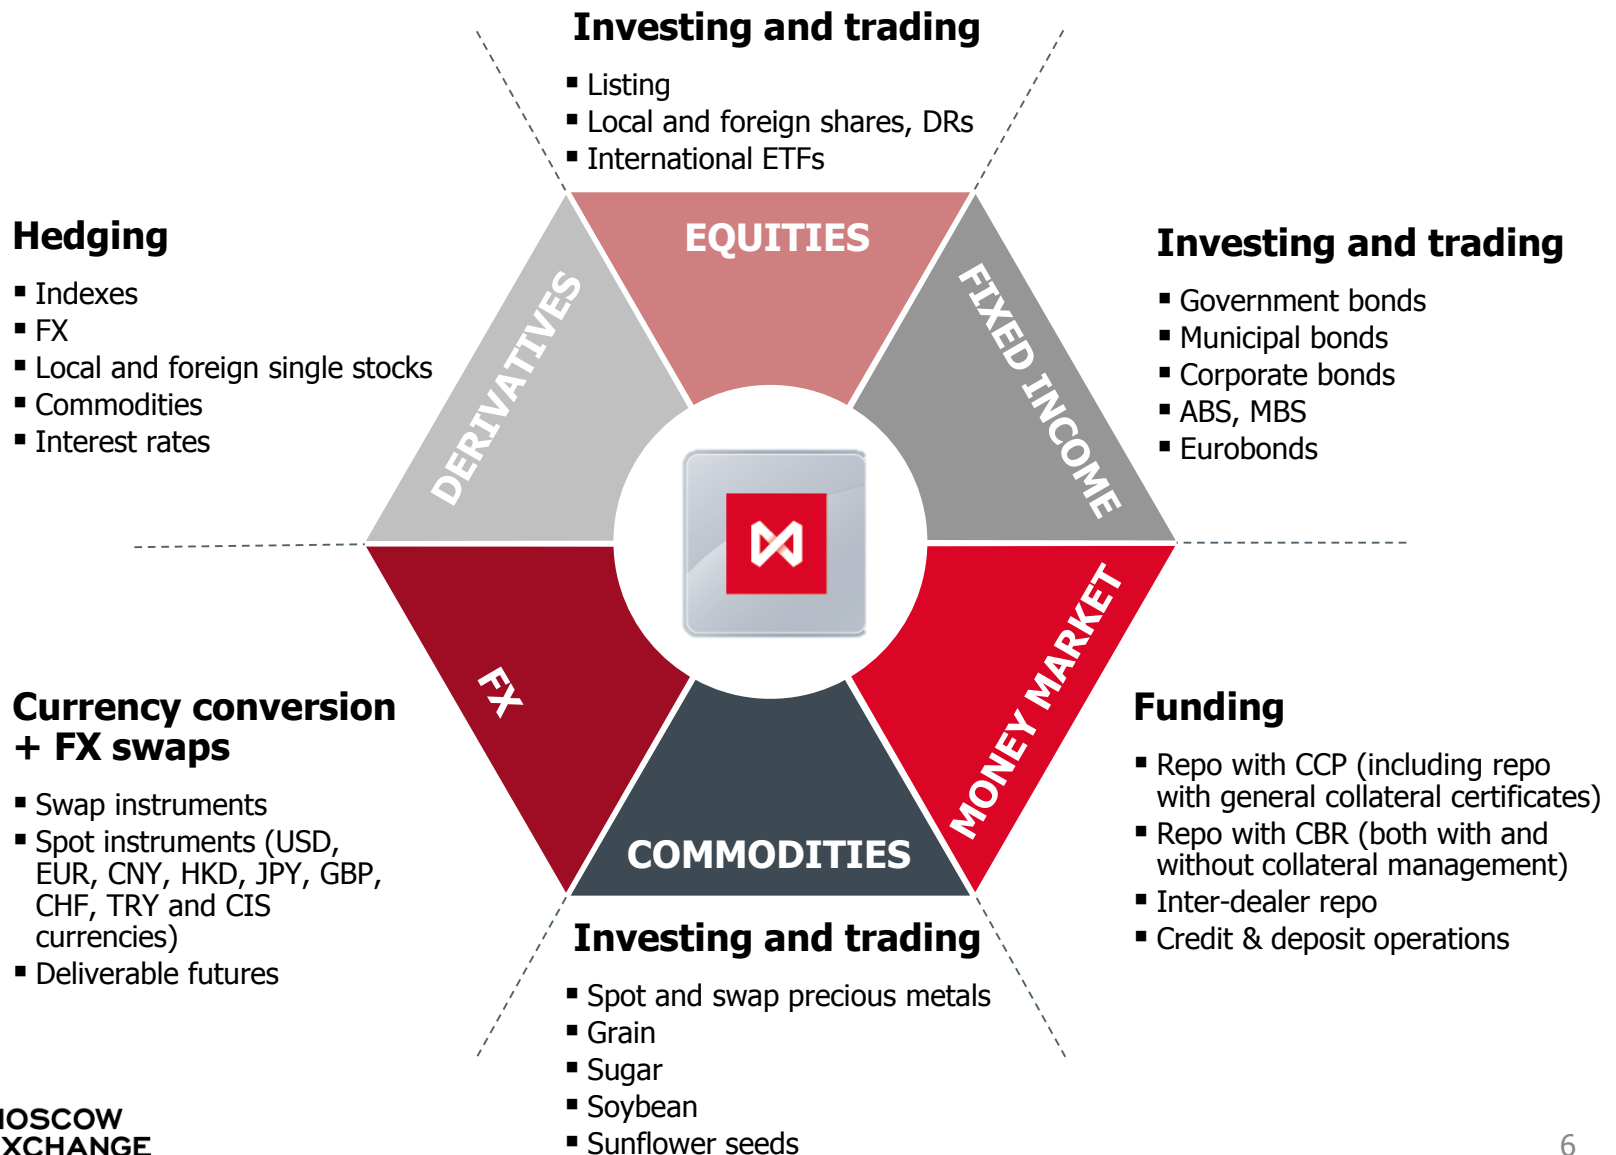 Investing and trading
▪ Listing
▪ Local and foreign shares, DRs
▪ International ETFs
EQUITIES
Hedging
▪ Indexes
▪ FX
▪ Local and foreign single stocks
▪ Commodities
▪ Interest rates
DERIVATIVES
FIXED INCOME
Investing and trading
▪ Government bonds
▪ Municipal bonds
▪ Corporate bonds
▪ ABS, MBS
▪ Eurobonds
FX
Currency conversion
+ FX swaps
▪ Swap instruments
▪ Spot instruments (USD,
EUR, CNY, HKD, JPY, GBP,
CHF, TRY and CIS
currencies)
▪ Deliverable futures
COMMODITIES
Investing and trading
▪ Spot and swap precious metals
▪ Grain
▪ Sugar
▪ Soybean
▪ Sunflower seeds
MONEY MARKET
Funding
▪ Repo with CCP (including repo
with general collateral certificates)
▪ Repo with CBR (both with and
without collateral management)
▪ Inter-dealer repo
▪ Credit & deposit operations
MOSCOW
EXCHANGE
6